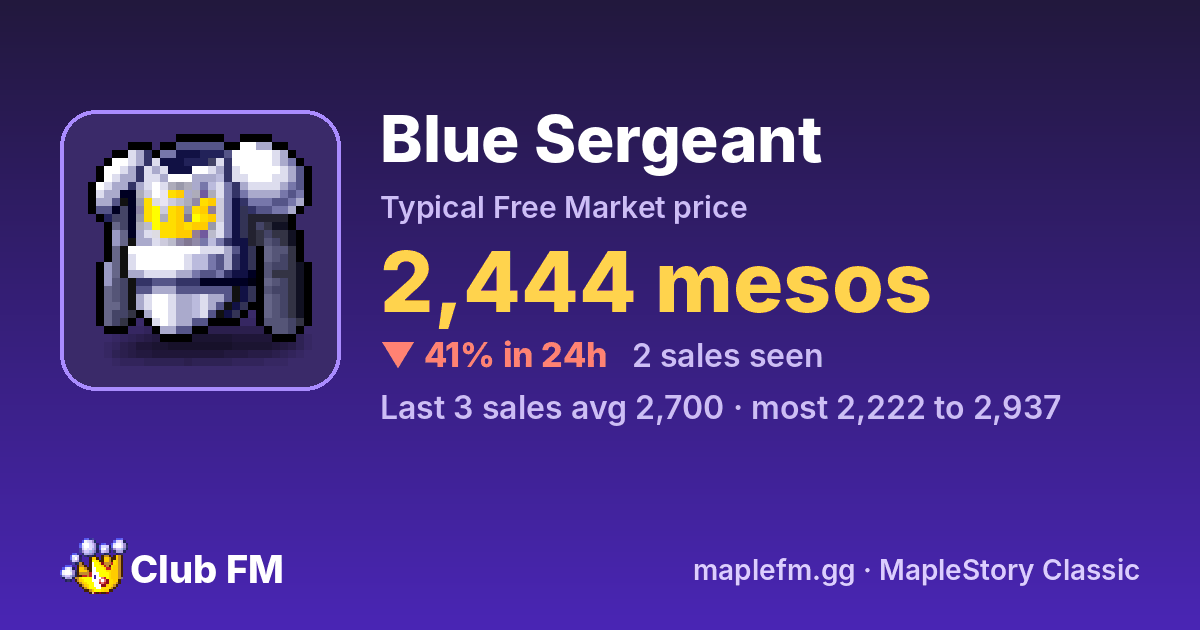 Blue Sergeant
Typical Free Market price
2,444 mesos
▼ 41% in 24h 2 sales seen
Last 3 sales avg 2,700 · most 2,222 to 2,937
Club FM
maplefm.gg · MapleStory Classic